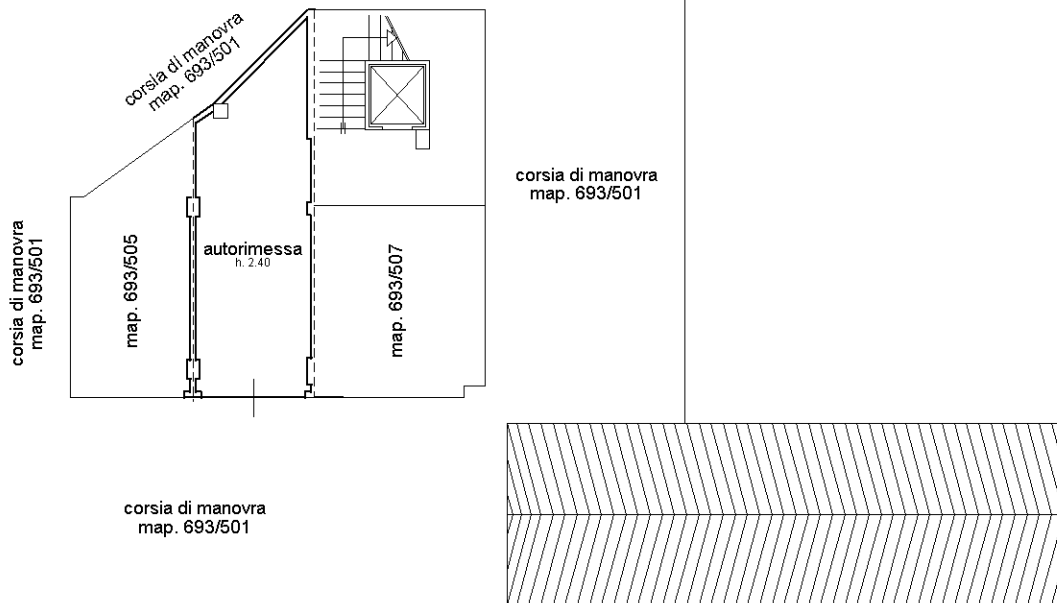 corsia di manovra
map. 693/501
corsia di manovra
map. 693/501
corsia di manovra
map. 693/501
map. 693/505
autorimessa
h. 2.40
map. 693/507
corsia di manovra
map. 693/501